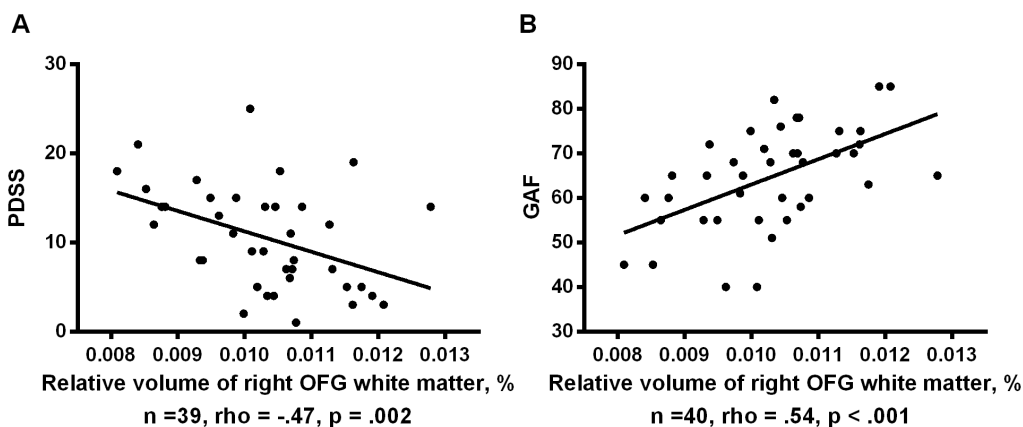 A
PDSS
30
20
10
0
0.008 0.009 0.010 0.011 0.012 0.013
Relative volume of right OFG white matter, %
n =39, rho = -.47, p = .002
B
GAF
90
80
70
60
50
40
30
0.008 0.009 0.010 0.011 0.012 0.013
Relative volume of right OFG white matter, %
n =40, rho = .54, p < .001